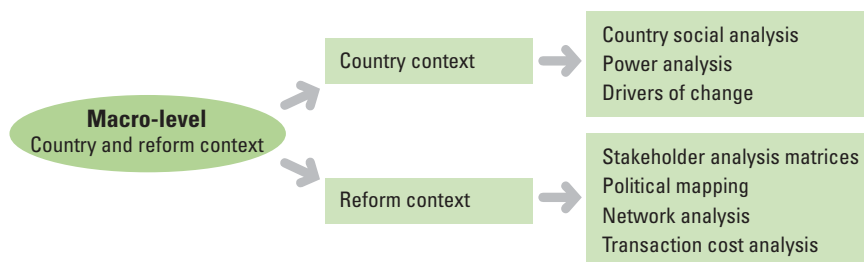 Macro-level
Country and reform context
Country context
Country social analysis
Power analysis
Drivers of change
Reform context
Stakeholder analysis matrices
Political mapping
Network analysis
Transaction cost analysis